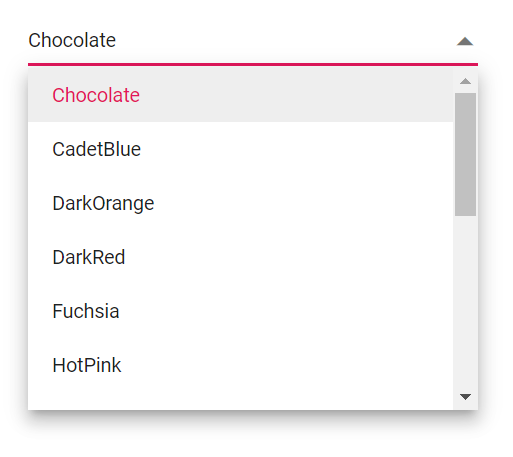 Chocolate
Chocolate
CadetBlue
DarkOrange
DarkRed
Fuchsia
HotPink